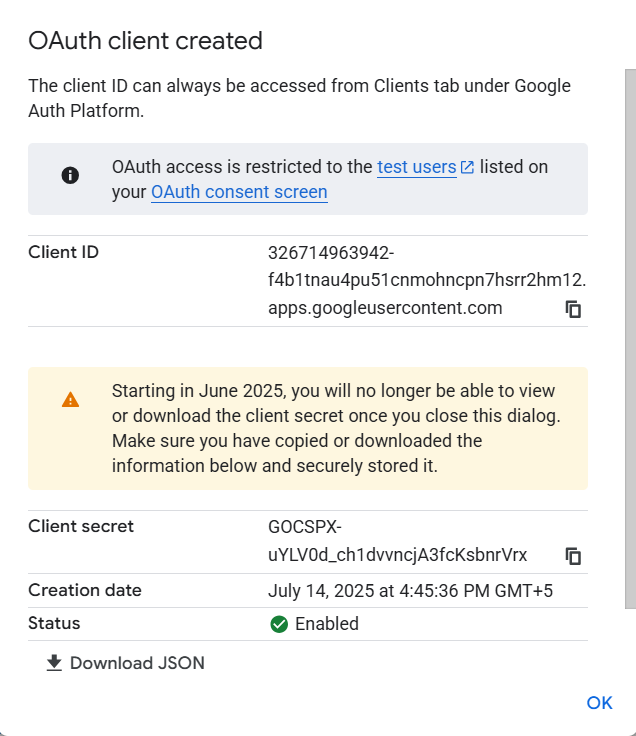 OAuth client created
The client ID can always be accessed from Clients tab under Google
Auth Platform.
OAuth access is restricted to the test users listed on
your OAuth consent screen
Client ID
326714963942-
f4b1tnau4pu51cnmohncpn7hsrr2hm12.
apps.googleusercontent.com
Starting in June 2025, you will no longer be able to view
or download the client secret once you close this dialog.
Make sure you have copied or downloaded the
information below and securely stored it.
Client secret
GOCSPX-
uYLV0d_ch1dvvncjA3fcKsbnrVrx
Creation date
July 14, 2025 at 4:45:36 PM GMT+5
Status
Enabled
Download JSON
OK